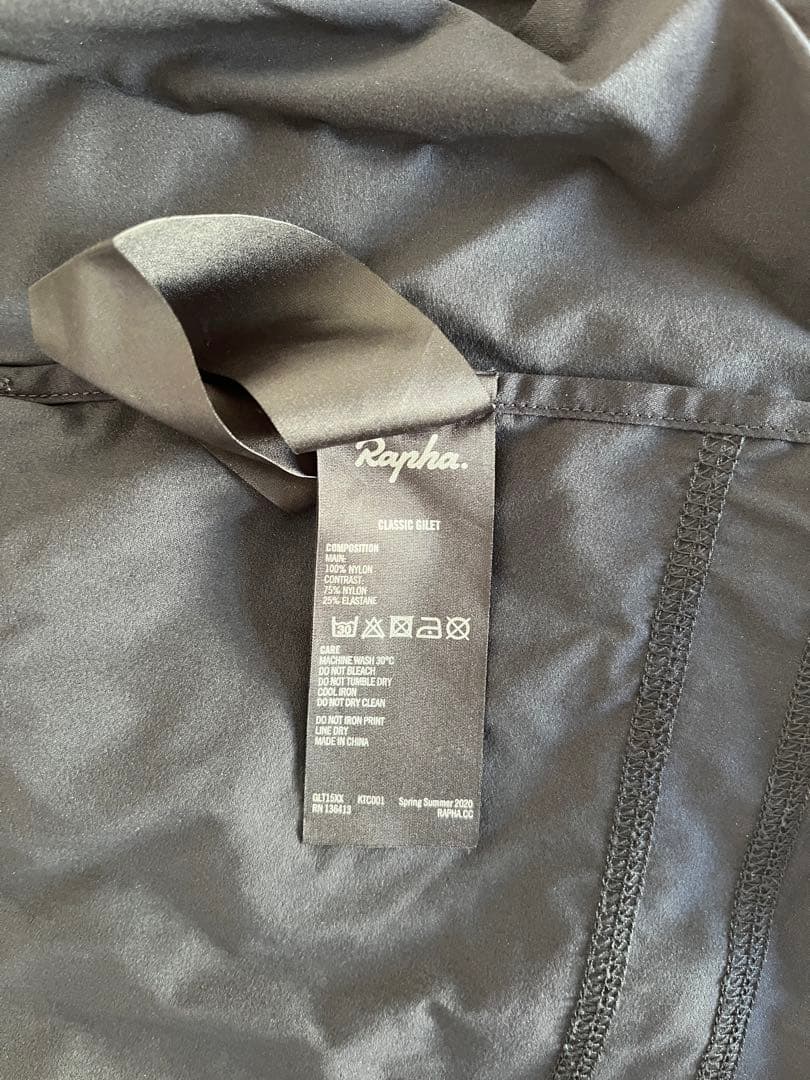 Rapha.
CLASSIC GILET
COMPOSITION
MAIN:
100% NYLON
CONTRAST:
75% NYLON
25% ELASTANE
30
CARE
MACHINE WASH 30°C
DO NOT BLEACH
DO NOT TUMBLE DRY
COOL IRON
DO NOT DRY CLEAN
DO NOT IRON PRINT
LINE DRY
MADE IN CHINA
GLT15XX KTC001 Spring Summer 2020
RN 136413 RAPHA.CC